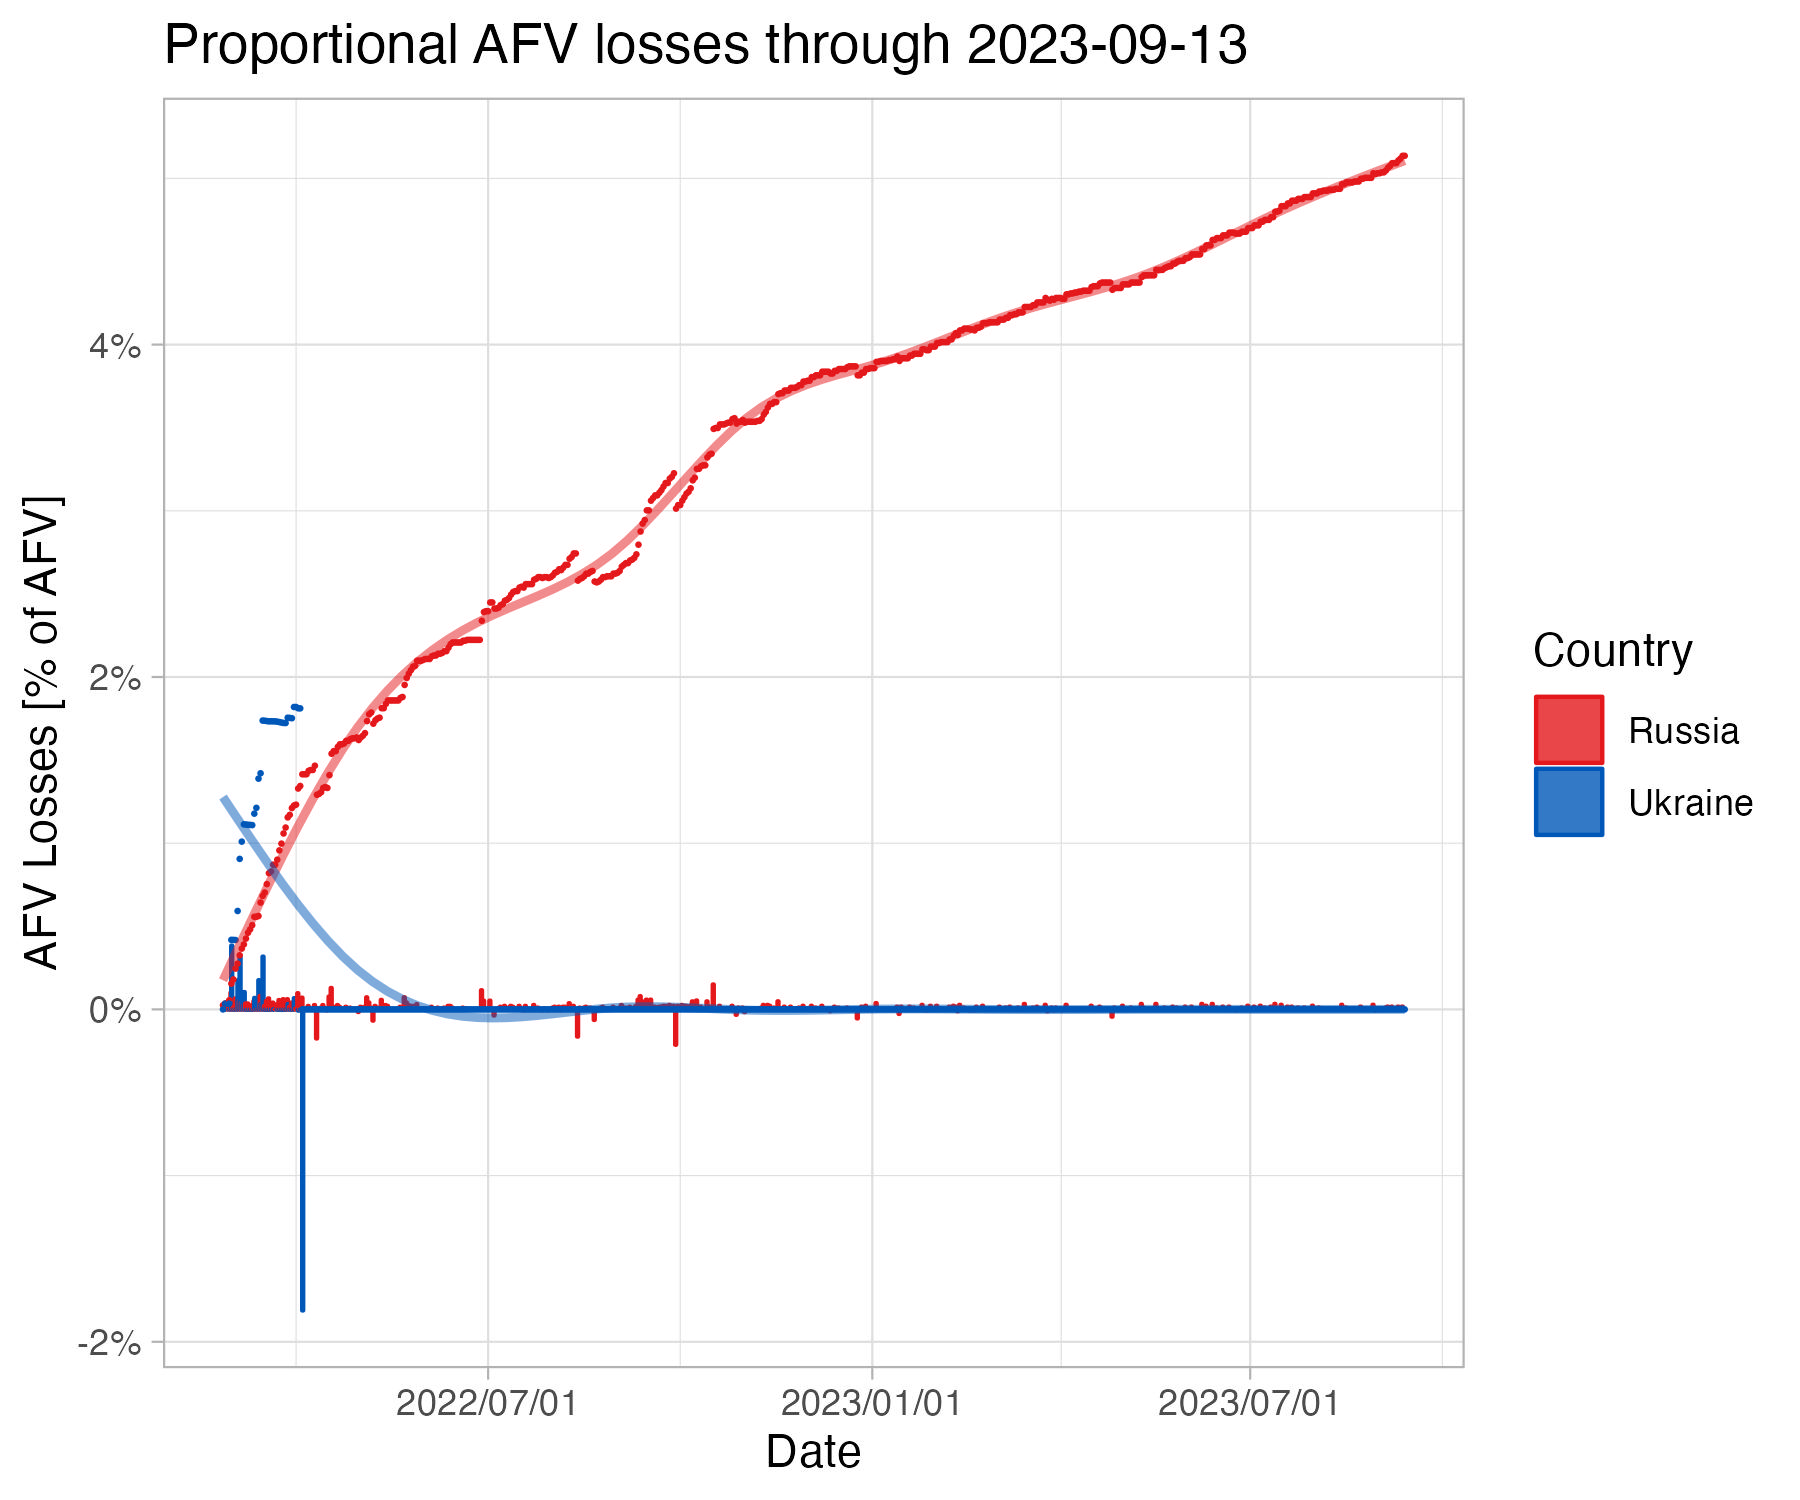 Proportional AFV losses through 2023-09-13
AFV Losses [% of AFV]
4%
2%
0%
-2%
2022/07/01
2023/01/01
2023/07/01
Date
Country
Russia
Ukraine